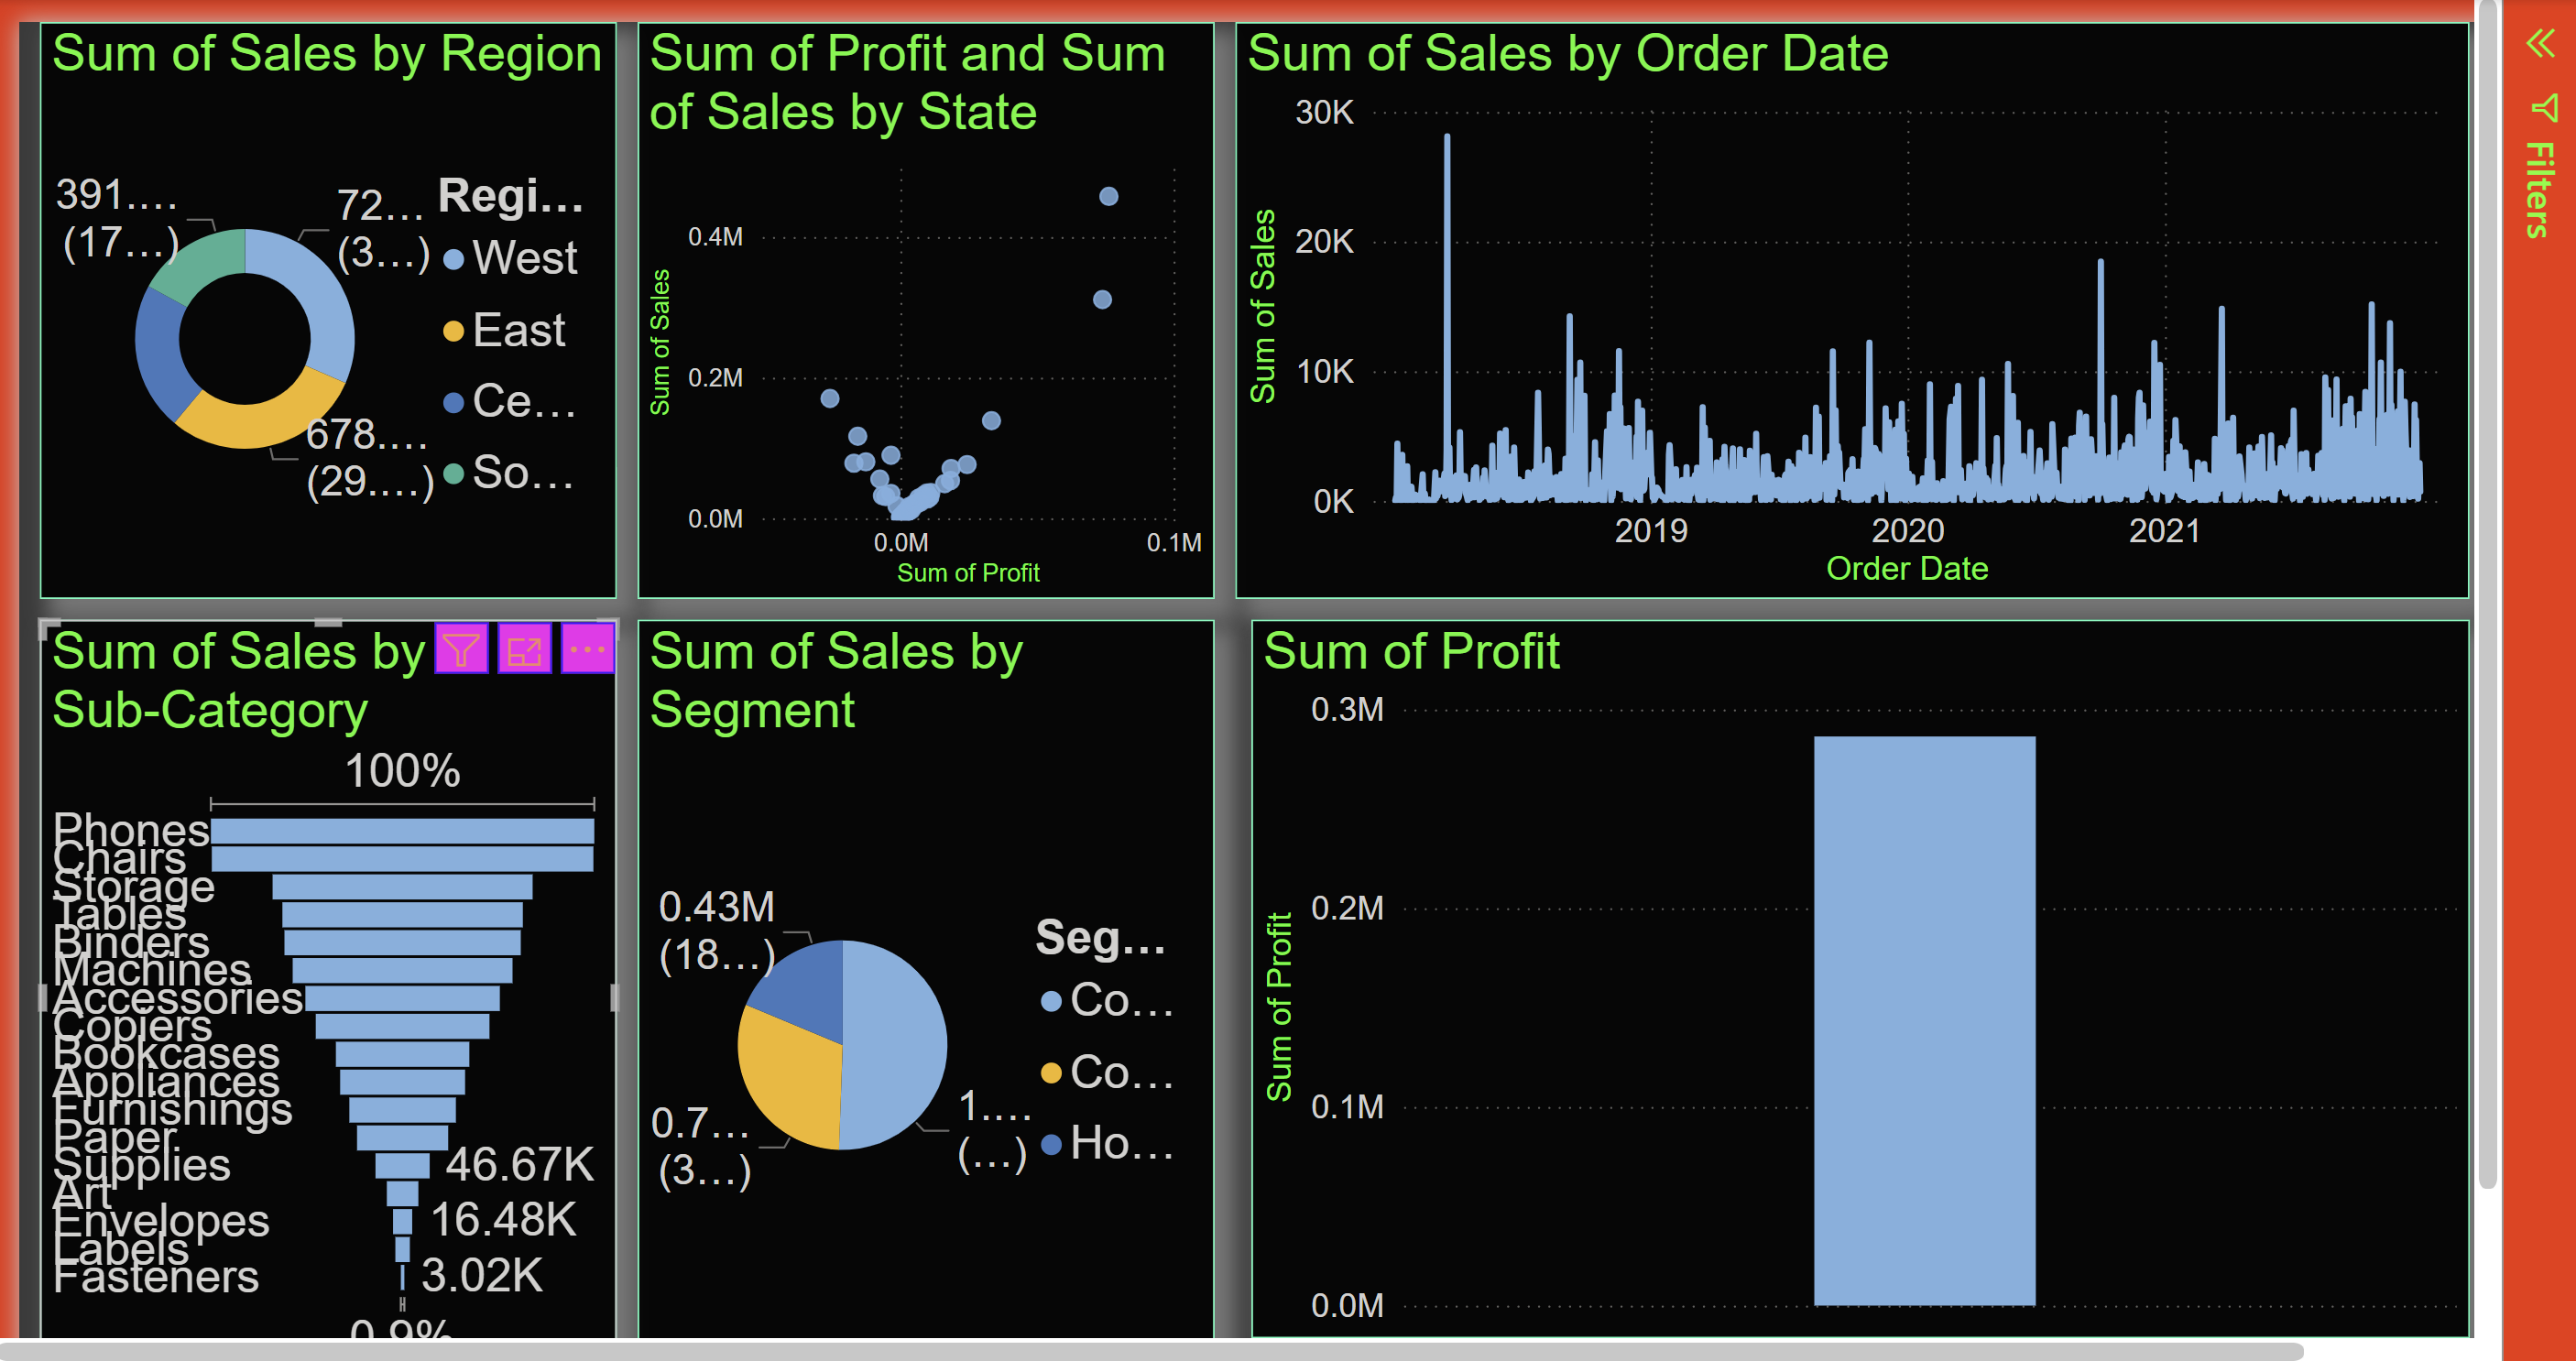 Sum of Sales by Region
391....
(17...)
72...
(3...)
678....
(29....)
Regi...
West
East
Ce...
So...
Sum of Profit and Sum
of Sales by State
Sum of Sales
0.4M
0.2M
0.0M
0.0M
0.1M
Sum of Profit
Sum of Sales by Order Date
Sum of Sales
30K
20K
10K
0K
2019
2020
2021
Order Date
Filters
Sum of Sales by
Sub-Category
100%
Phones
Chairs
Storage
Tables
Binders
Machines
Accessories
Copiers
Bookcases
Appliances
Furnishings
Paper
Supplies
46.67K
Art
Envelopes
16.48K
Labels
Fasteners
3.02K
0.9%
Sum of Sales by
Segment
0.43M
(18...)
0.7...
(3...)
1....
(...)
Seg...
Co...
Co...
Ho...
Sum of Profit
Sum of Profit
0.3M
0.2M
0.1M
0.0M